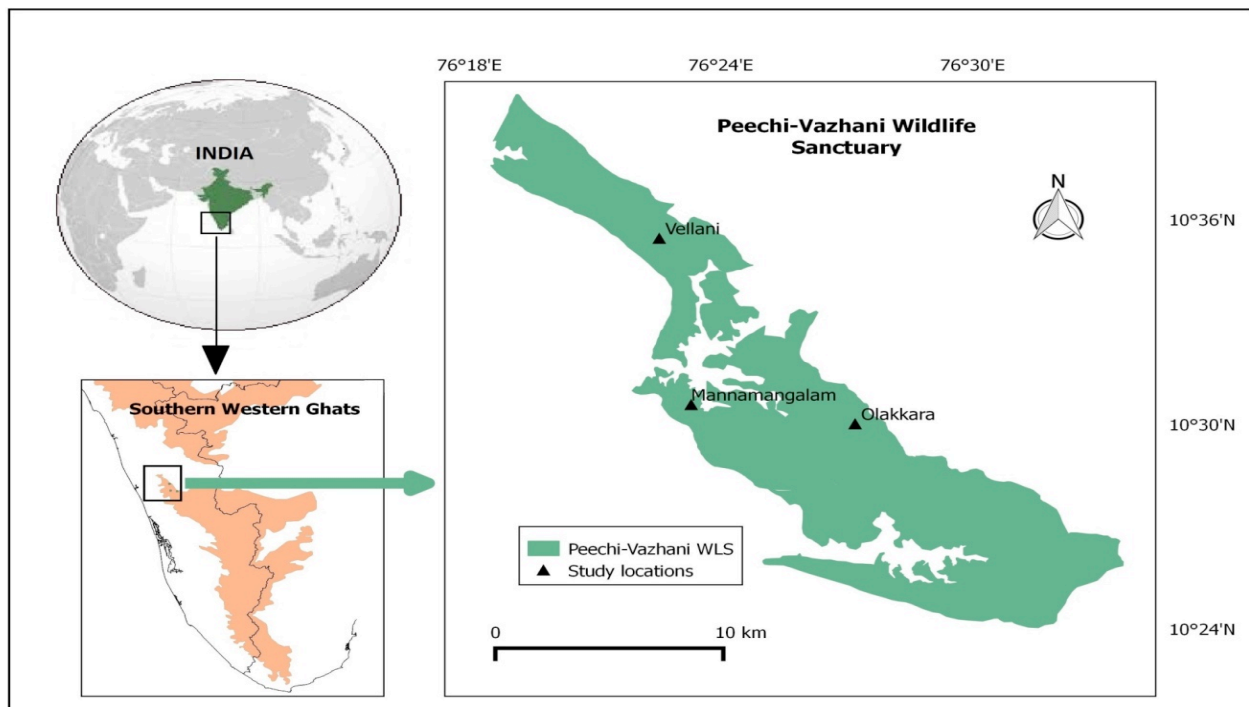 INDIA
Southern Western Ghats
76°18'E
76°24'E
76°30'E
Peechi-Vazhani Wildlife
Sanctuary
N
Vellani
10°36'N
Mannamangalam
Olakkara
10°30'N
Peechi-Vazhani WLS
Study locations
0
10 km
10°24'N